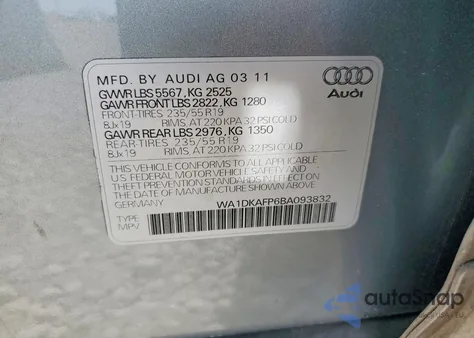 MFD. BY AUDI AG 03 11
GWWR LBS 5567, KG 2525
GAWR FRONT LBS 2822, KG 1280
FRONT-TIRES 235/55 R19
8Jx19 RIMS, AT 220 KPA 32 PSI COLD
GAWR REAR LBS 2976, KG 1350
REAR-TIRES 235/55 R19
8Jx19 RIMS, AT 220 KPA 32 PSI COLD
THIS VEHICLE CONFORMS TO ALL APPLICABLE
U.S. FEDERAL MOTOR VEHICLE SAFETY AND
THEFT PREVENTION STANDARDS IN EFFECT ON
THE DATE OF MANUFACTURE SHOWN ABOVE.
GERMANY WA1DKAFP6BA093832
TYPE
MPV
Audi
autoSnap